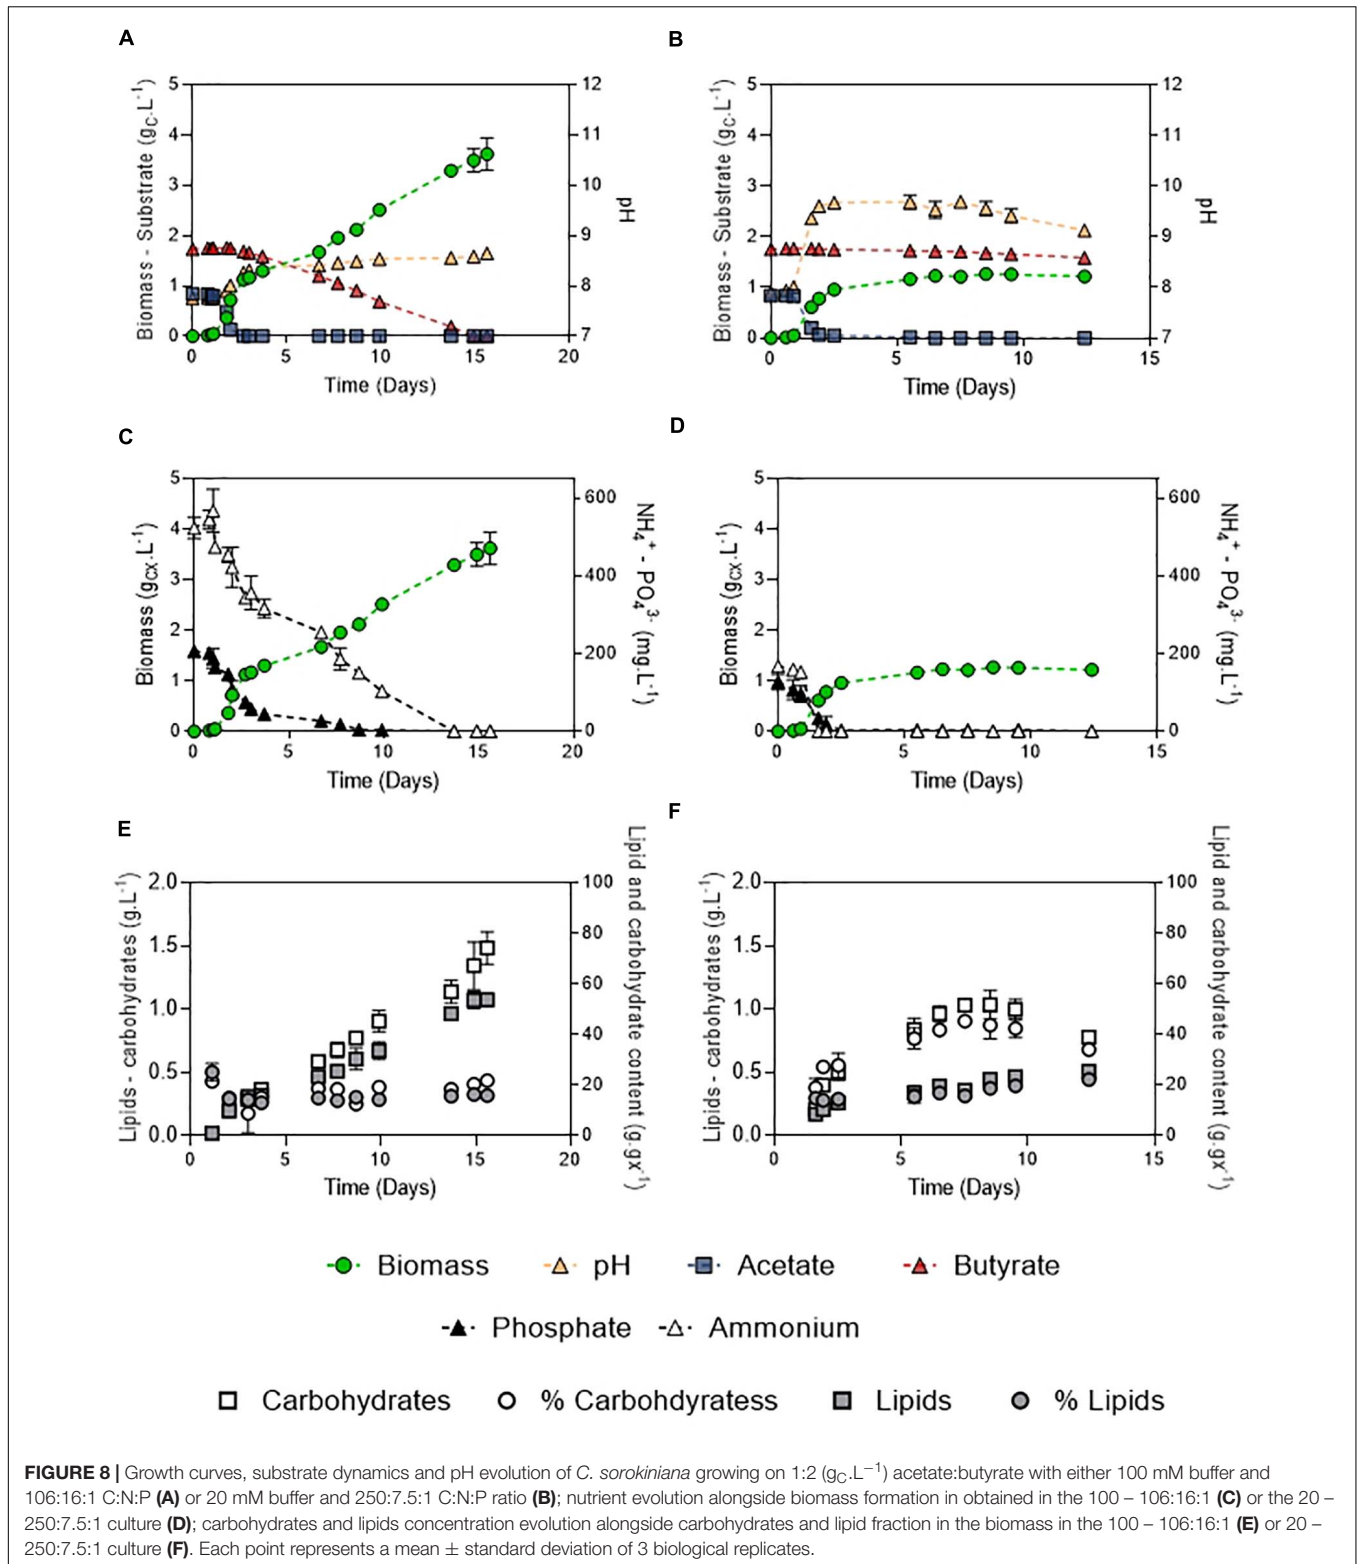 A
B
5
4
3
2
1
0
12
11
10
9
8
7
0 5 10 15 20
Biomass - Substrate (gC.L-1)
pH
Time (Days)
5
4
3
2
1
0
12
11
10
9
8
7
0 5 10 15
Biomass - Substrate (gC.L-1)
pH
Time (Days)
C
D
5
4
3
2
1
0
600
400
200
0
0 5 10 15 20
Biomass (gCX.L-1)
NH4+ - PO43- (mg.L-1)
Time (Days)
5
4
3
2
1
0
600
400
200
0
0 5 10 15
Biomass (gCX.L-1)
NH4+ - PO43- (mg.L-1)
Time (Days)
E
F
2.0
1.5
1.0
0.5
0.0
100
80
60
40
20
0
0 5 10 15 20
Lipids - carbohydrates (g.L-1)
Lipid and carbohydrate content (g.gx-1)
Time (Days)
2.0
1.5
1.0
0.5
0.0
100
80
60
40
20
0
0 5 10 15
Lipids - carbohydrates (g.L-1)
Lipid and carbohydrate content (g.gx-1)
Time (Days)
Biomass pH Acetate Butyrate
Phosphate Ammonium
Carbohydrates % Carbohdyratess Lipids % Lipids
FIGURE 8 | Growth curves, substrate dynamics and pH evolution of C. sorokiniana growing on 1:2 (gC.L−1) acetate:butyrate with either 100 mM buffer and
106:16:1 C:N:P (A) or 20 mM buffer and 250:7.5:1 C:N:P ratio (B); nutrient evolution alongside biomass formation in obtained in the 100 – 106:16:1 (C) or the 20 –
250:7.5:1 culture (D); carbohydrates and lipids concentration evolution alongside carbohydrates and lipid fraction in the biomass in the 100 – 106:16:1 (E) or 20 –
250:7.5:1 culture (F). Each point represents a mean ± standard deviation of 3 biological replicates.